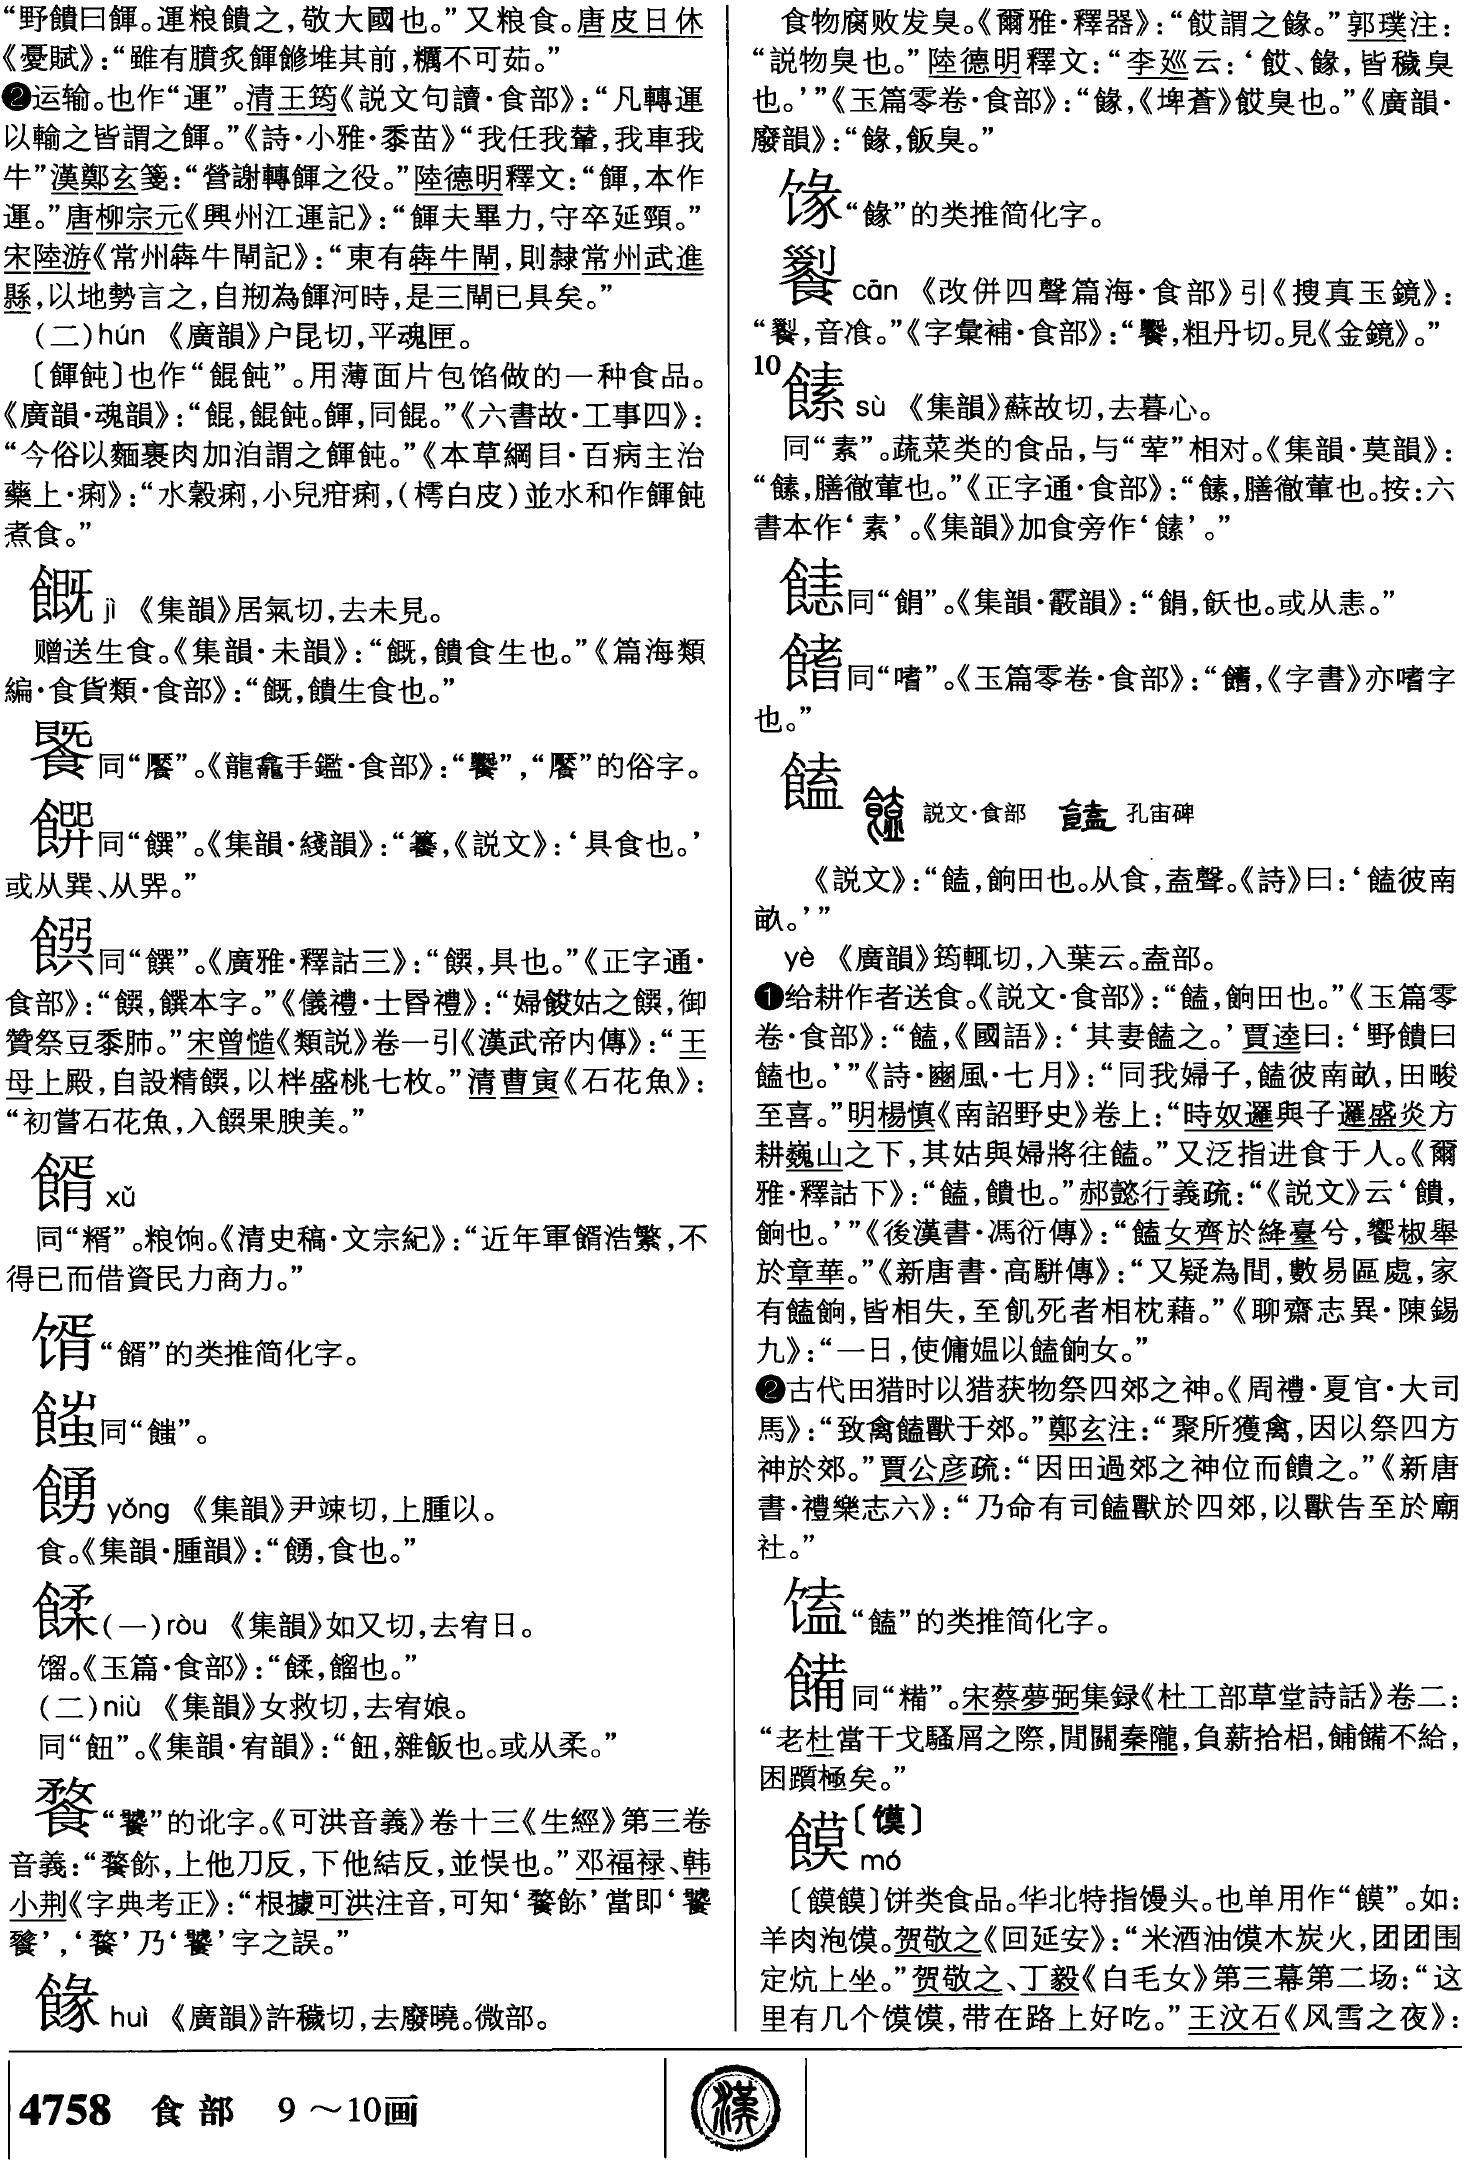 “野饋曰餫。運粮饋之，敬大國也。”又粮食。唐皮日休
《憂賦》：“雖有膹炙餫餗堆其前，糲不可茹。”
❷运输。也作“運”。清王筠《説文句讀·食部》：“凡轉運
以輸之皆謂之餫。”《詩·小雅·黍苗》“我任我輦，我車我
牛”漢鄭玄箋：“營謝轉餫之役。”陸德明釋文：“餫，本作
運。”唐柳宗元《興州江運記》：“餫夫畢力，守卒延頸。”
宋陸游《常州犇牛閘記》：“東有犇牛閘，則隸常州武進
縣，以地勢言之，自刱為餫河時，是三閘已具矣。”
（二）hún　《廣韻》户昆切，平魂匣。
〔餫飩〕也作“餛飩”。用薄面片包馅做的一种食品。
《廣韻·魂韻》：“餛，餛飩。餫，同餛。”《六書故·工事四》：
“今俗以麵裹肉加洎謂之餫飩。”《本草綱目·百病主治
藥上·痢》：“水穀痢，小兒疳痢，（樗白皮）並水和作餫飩
煮食。”
jì　《集韻》居氣切，去未見。
赠送生食。《集韻·未韻》：“，饋食生也。”《篇海類
編·食貨類·食部》：“，饋生食也。”
同“餍”。《龍龕手鑑·食部》：“”，“”的俗字。
同“饌”。《集韻·綫韻》：“籑，《説文》：‘具食也。’
或从巽、从。”
同“饌”。《廣雅·釋詁三》：“，具也。”《正字通·
食部》：“，饌本字。”《儀禮·士昏禮》：“婦餕姑之饌，御
贊祭豆黍肺。”宋曾慥《類説》卷一引《漢武帝内傳》：“王
母上殿，自設精饌，以柈盛桃七枚。”清曹寅《石花魚》：
“初嘗石花魚，入饌果腴美。”
xǔ
同“糈”。粮饷。《清史稿·文宗紀》：“近年軍餚浩繁，不
得已而借資民力商力。”
“”的类推简化字。
同“”。
yǒng　《集韻》尹竦切，上腫以。
食。《集韻·腫韻》：“，食也。”
（一）ròu　《集韻》如又切，去宥日。
馏。《玉篇·食部》：“，餾也。”
（二）niù　《集韻》女救切，去宥娘。
同“飷”。《集韻·宥韻》：“，雜飯也。或从柔。”
“饕”的讹字。《可洪音義》卷十三《生經》第三卷
音義：“，上他刀反，下他結反，並悮也。”邓福禄、韩
小荆《字典考正》：“根據可洪注音，可知‘’當即‘饕
餮’，‘’乃‘饕’字之誤。”
餯 huì　《廣韻》許穢切，去廢曉。微部。
食物腐败发臭。《爾雅·釋器》：“餀謂之餯。”郭璞注：
“説物臭也。”陸德明釋文：“李廵云：‘餀、餯，皆穢臭
也。’”《玉篇零卷·食部》：“餯，《埤蒼》餀臭也。”《廣韻·
廢韻》：“餯，飯臭。”
“餯”的类推简化字。
cān　《改併四聲篇海·食部》引《搜真玉鏡》：
“，音飡。”《字彙補·食部》：“，粗丹切。見《金鏡》。”
10
sù　《集韻》蘇故切，去暮心。
同“素”。蔬菜类的食品，与“荤”相对。《集韻·莫韻》：
“，膳徹葷也。”《正字通·食部》：“，膳徹葷也。按：六
書本作‘素’。《集韻》加食旁作‘’。”
同“餶”。《集韻·霰韻》：“，飫也。或从恚。”
同“嗜”。《玉篇零卷·食部》：“，《字書》亦嗜字
也。”
饁　説文·食部　孔宙碑
《説文》：“饁，餉田也。从食，盍聲。《詩》曰：‘饁彼南
畝。’”
yè　《廣韻》筠輒切，入葉云。盍部。
❶给耕作者送食。《説文·食部》：“饁，餉田也。”《玉篇零
卷·食部》：“饁，《國語》：‘其妻饁之。’賈逵曰：‘野饋曰
饁也。’”《詩·豳風·七月》：“同我婦子，饁彼南畝，田畯
至喜。”明楊慎《南詔野史》卷上：“時奴邏與子邏盛炎方
耕巍山之下，其姑與婦將往饁。”又泛指进食于人。《爾
雅·釋詁下》：“饁，饋也。”郝懿行義疏：“《説文》云‘饋，
餉也。’”《後漢書·馮衍傳》：“饁女齊於絳臺兮，饗椒舉
於章華。”《新唐書·高駢傳》：“又疑為間，數易區處，家
有饁餉，皆相失，至飢死者相枕藉。”《聊齋志異·陳錫
九》：“一日，使傭媪以饁餉女。”
❷古代田猎时以猎获物祭四郊之神。《周禮·夏官·大司
馬》：“致禽饁獸于郊。”鄭玄注：“聚所獲禽，因以祭四方
神於郊。”賈公彦疏：“因田過郊之神位而饋之。”《新唐
書·禮樂志六》：“乃命有司饁獸於四郊，以獸告至於廟
社。”
馌“饁”的类推简化字。
同“糒”。宋蔡夢弼集録《杜工部草堂詩話》卷二：
“老杜當干戈騷屑之際，間關秦隴，負薪拾梠，餔不給，
困躓極矣。”
饃〔馍〕
mó
〔馍馍〕饼类食品。华北特指馒头。也单用作“馍”。如：
羊肉泡馍。贺敬之《回延安》：“米酒油馍木炭火，团团围
定炕上坐。”贺敬之、丁毅《白毛女》第三幕第二场：“这
里有几个馍馍，带在路上好吃。”王汶石《风雪之夜》：
4758　食部　9～10画
漢